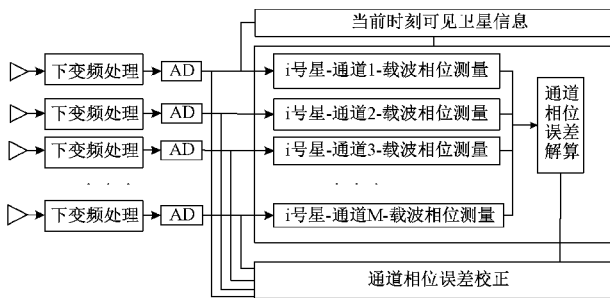 当前时刻可见卫星信息
下变频处理
AD
i号星-通道1-载波相位测量
下变频处理
AD
i号星-通道2-载波相位测量
下变频处理
AD
i号星-通道3-载波相位测量
. . .
. . .
下变频处理
AD
i号星-通道M-载波相位测量
通道
相位
误差
解算
通道相位误差校正